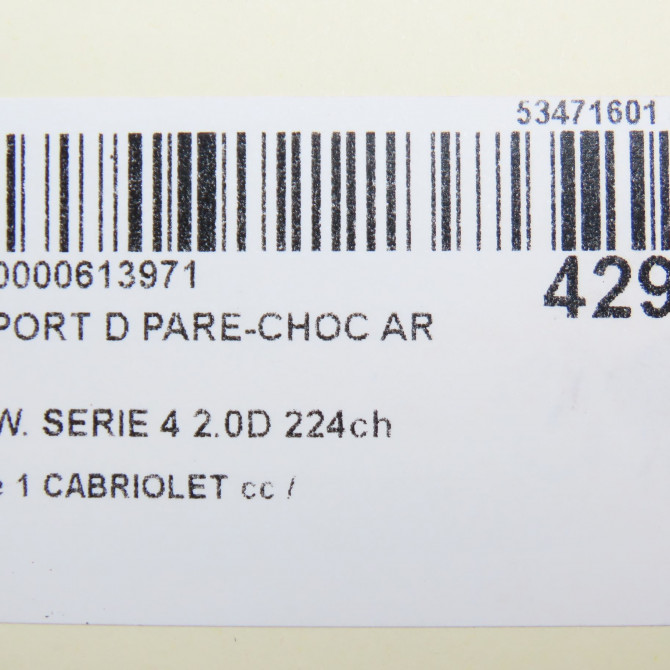 53471601
0000613971
429
PORT D PARE-CHOC AR
W. SERIE 4 2.0D 224ch
e 1 CABRIOLET cc /